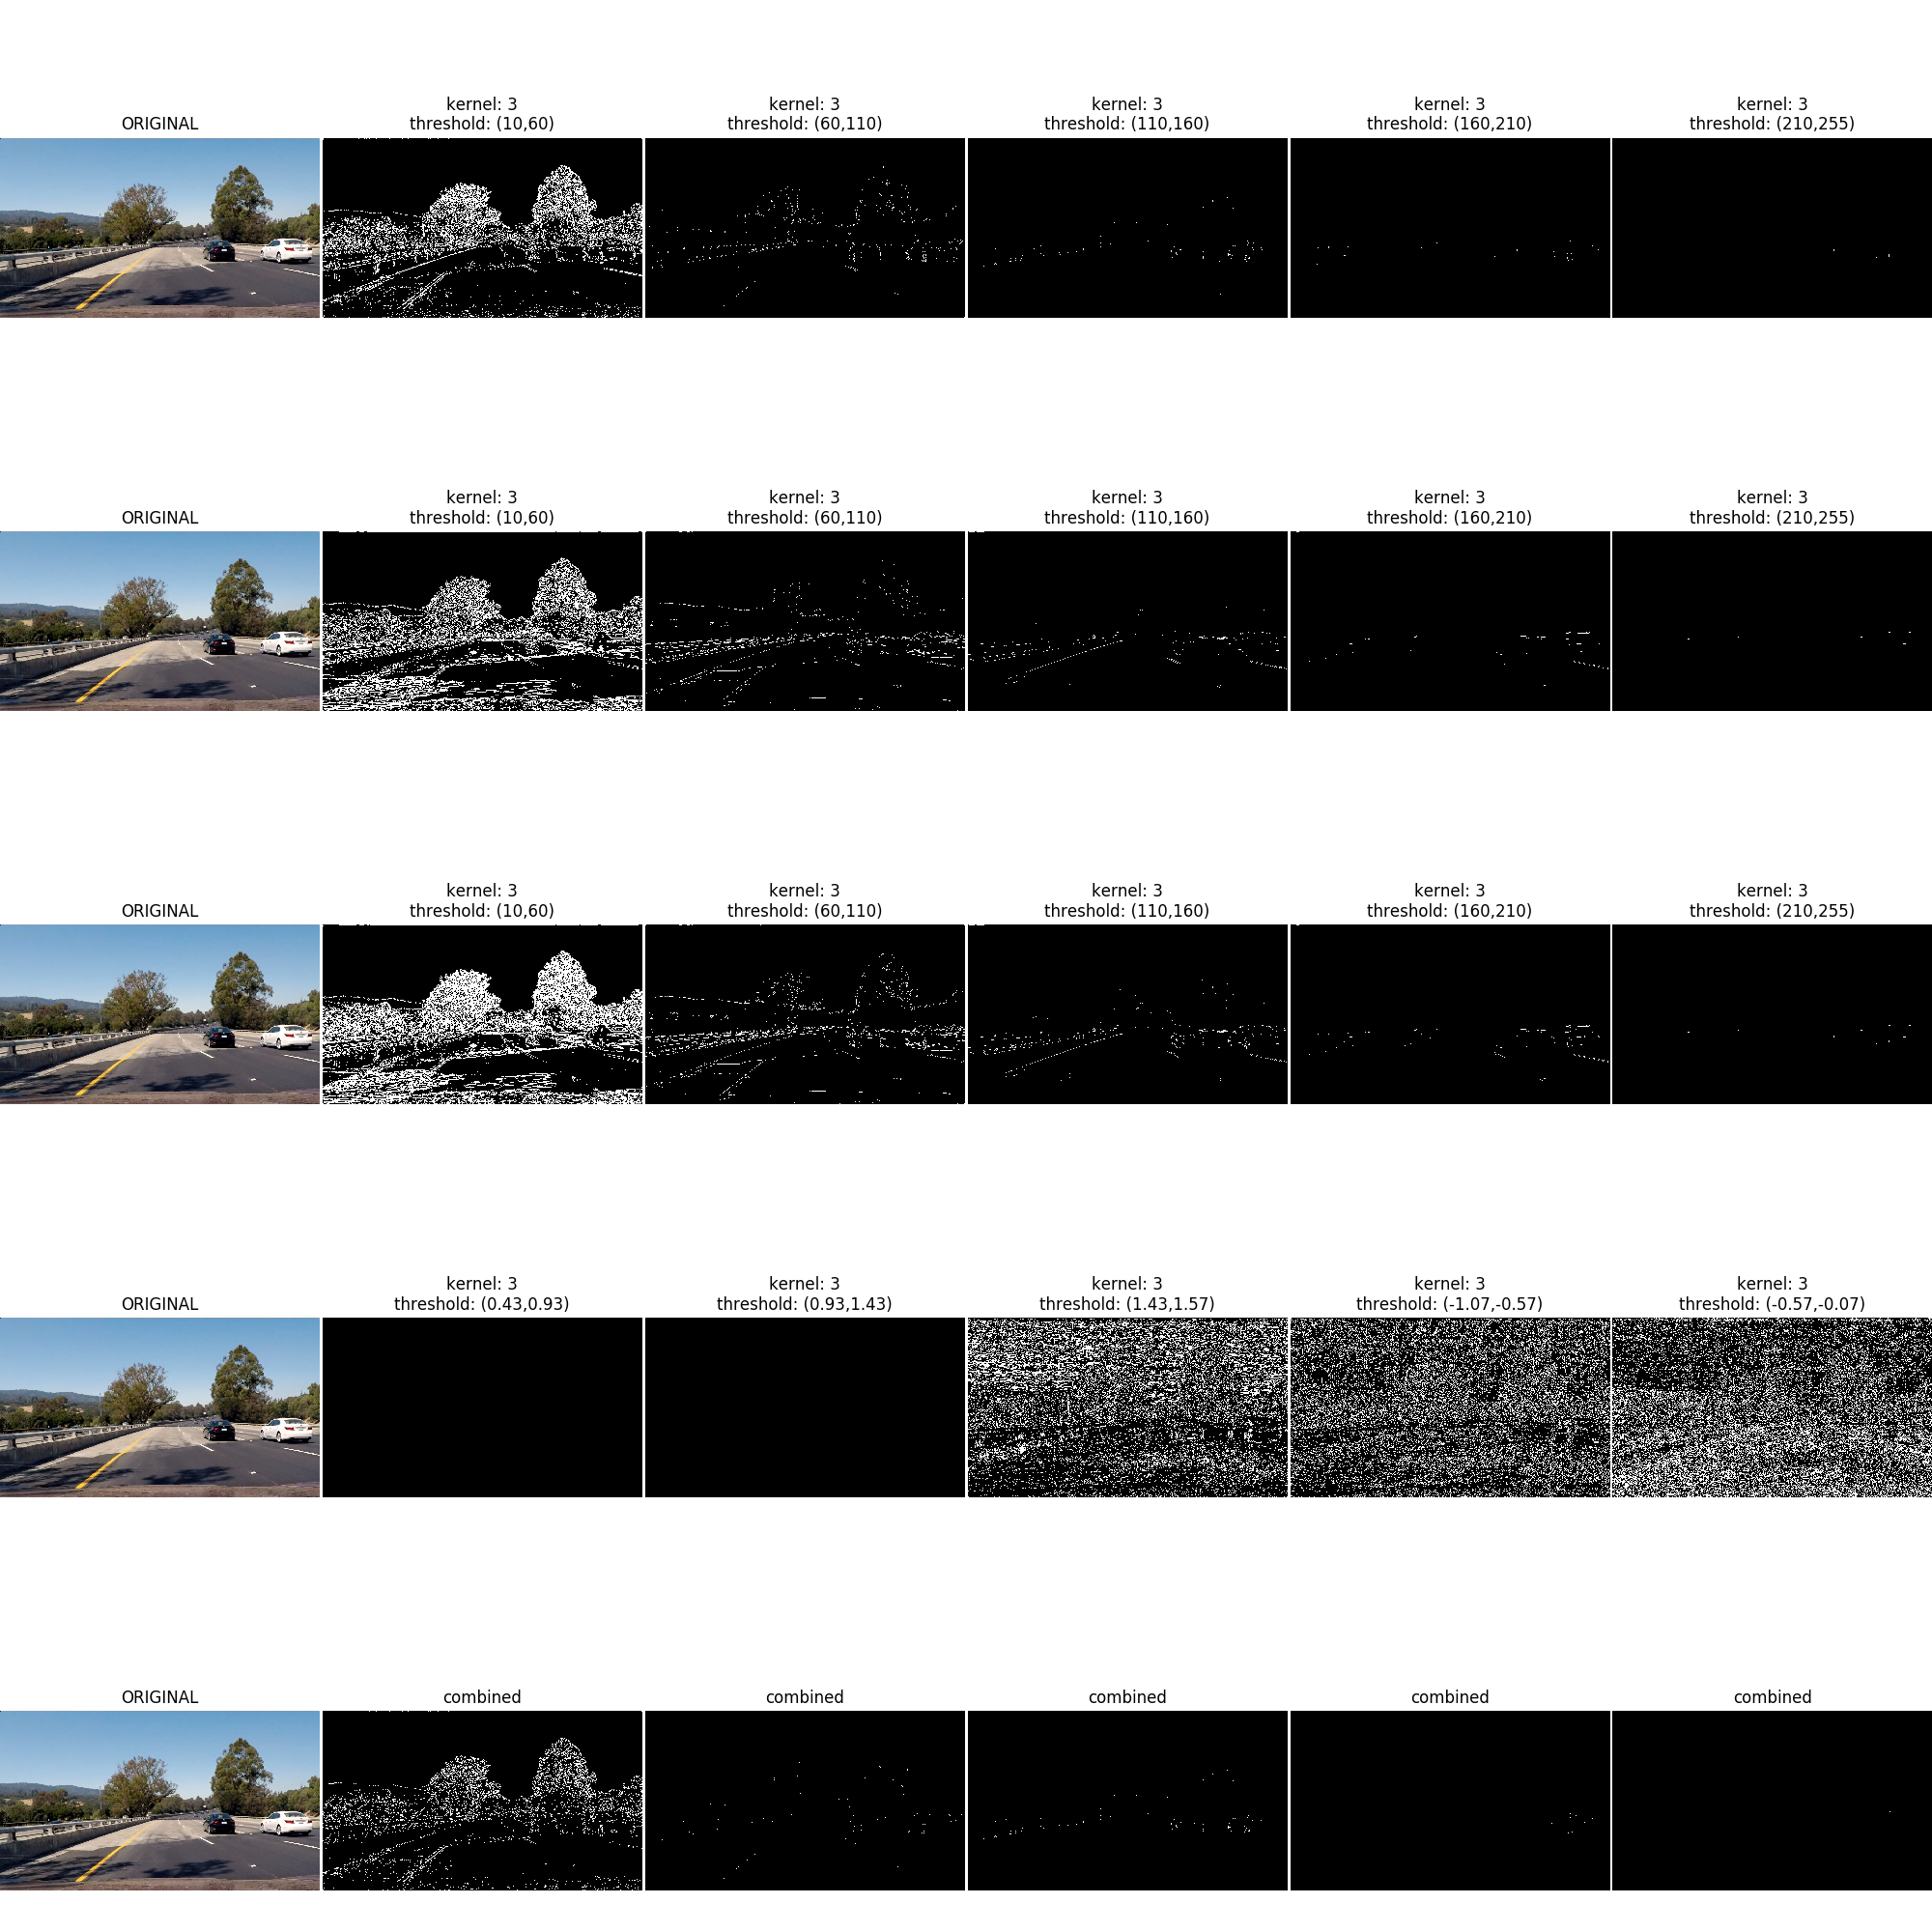 ORIGINAL
kernel: 3
threshold: (10,60)
kernel: 3
threshold: (60,110)
kernel: 3
threshold: (110,160)
kernel: 3
threshold: (160,210)
kernel: 3
threshold: (210,255)
ORIGINAL
kernel: 3
threshold: (10,60)
kernel: 3
threshold: (60,110)
kernel: 3
threshold: (110,160)
kernel: 3
threshold: (160,210)
kernel: 3
threshold: (210,255)
ORIGINAL
kernel: 3
threshold: (10,60)
kernel: 3
threshold: (60,110)
kernel: 3
threshold: (110,160)
kernel: 3
threshold: (160,210)
kernel: 3
threshold: (210,255)
ORIGINAL
kernel: 3
threshold: (0.43,0.93)
kernel: 3
threshold: (0.93,1.43)
kernel: 3
threshold: (1.43,1.57)
kernel: 3
threshold: (-1.07,-0.57)
kernel: 3
threshold: (-0.57,-0.07)
ORIGINAL
combined
combined
combined
combined
combined